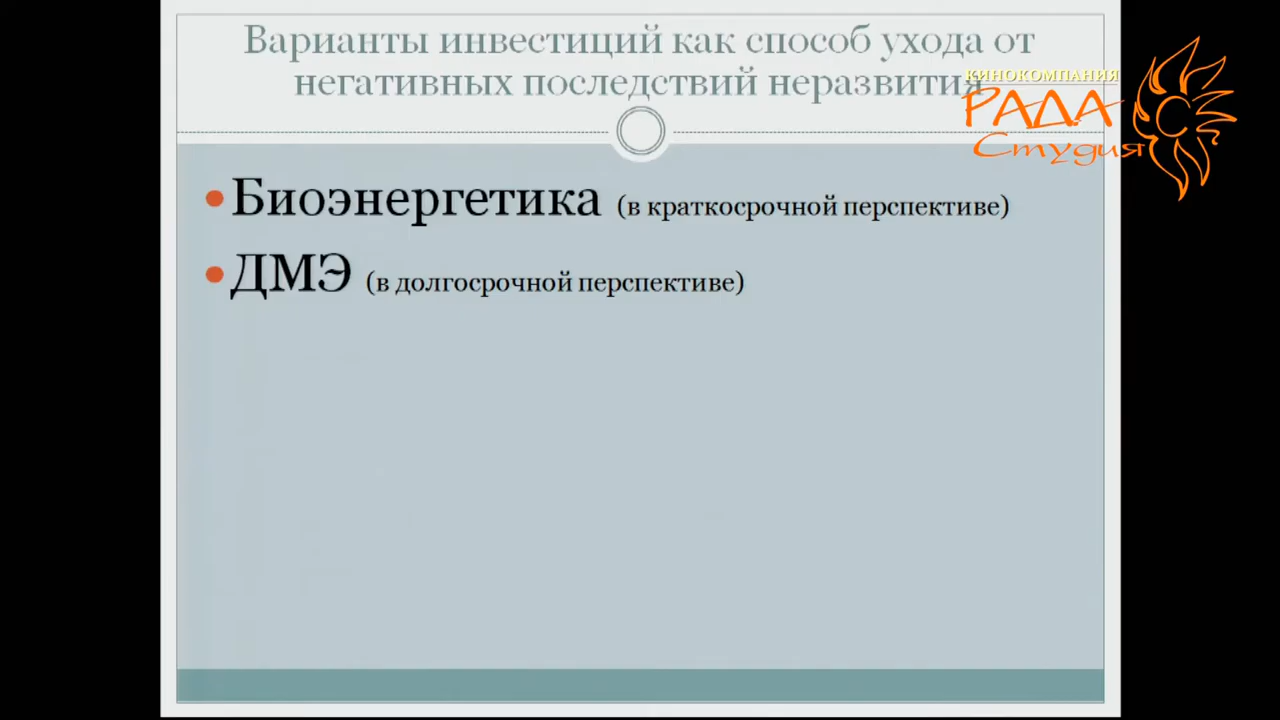 Варианты инвестиций как способ ухода от
негативных последствий неразвития
КИНОКОМПАНИЯ
РАДА
Студия
Биоэнергетика (в краткосрочной перспективе)
ДМЭ (в долгосрочной перспективе)